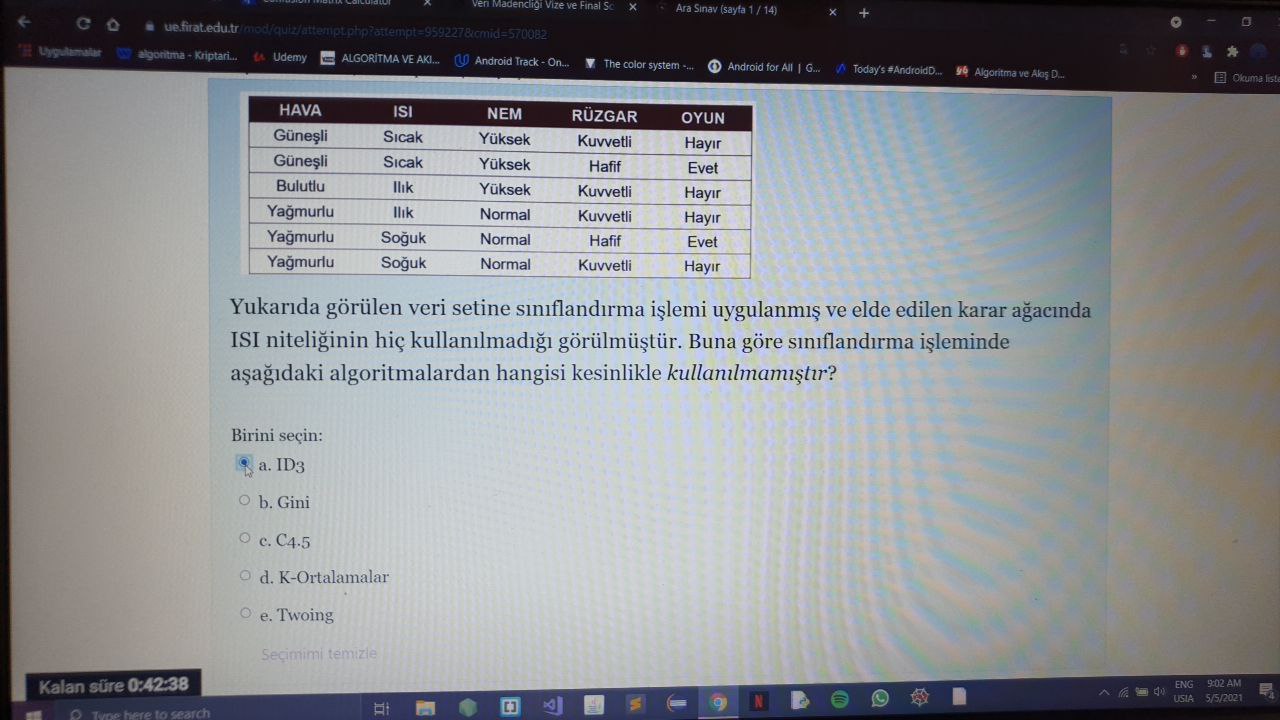 Confusion Matrix Calculator
Veri Madenciliği Vize ve Final So
Ara Sınav (sayfa 1 / 14)
ue.firat.edu.tr/mod/quiz/attempt.php?attempt=959227&cmid=570082
Uygulamalar algoritma - Kriptari... Udemy ALGORİTMA VE AKI... Android Track - On... The color system -... Android for All | G... Today's #AndroidD... Algoritma ve Akış D... » Okuma liste
HAVA ISI NEM RÜZGAR OYUN
Güneşli Sıcak Yüksek Kuvvetli Hayır
Güneşli Sıcak Yüksek Hafif Evet
Bulutlu Ilık Yüksek Kuvvetli Hayır
Yağmurlu Ilık Normal Kuvvetli Hayır
Yağmurlu Soğuk Normal Hafif Evet
Yağmurlu Soğuk Normal Kuvvetli Hayır
Yukarıda görülen veri setine sınıflandırma işlemi uygulanmış ve elde edilen karar ağacında
ISI niteliğinin hiç kullanılmadığı görülmüştür. Buna göre sınıflandırma işleminde
aşağıdaki algoritmalardan hangisi kesinlikle kullanılmamıştır?
Birini seçin:
a. ID3
b. Gini
c. C4.5
d. K-Ortalamalar
e. Twoing
Seçimimi temizle
Kalan süre 0:42:38
Type here to search
ENG 9:02 AM
USIA 5/5/2021